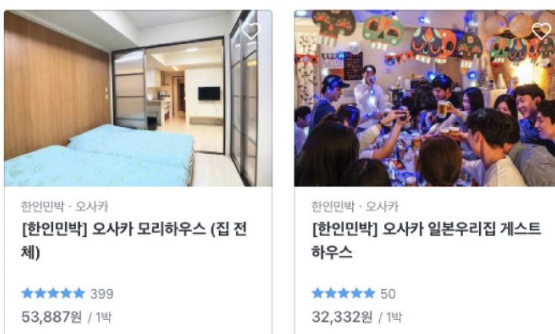 한인민박 · 오사카
[한인민박] 오사카 모리하우스 (집 전
체)
★★★★★ 399
53,887원 / 1박
한인민박 · 오사카
[한인민박] 오사카 일본우리집 게스트
하우스
★★★★★ 50
32,332원 / 1박